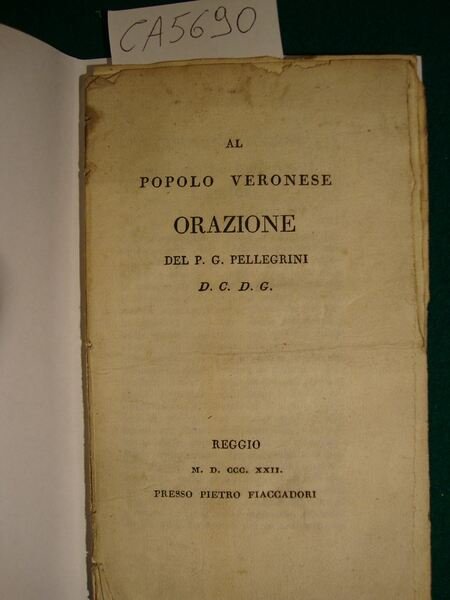 CA5690
AL
POPOLO VERONESE
ORAZIONE
DEL P. G. PELLEGRINI
D. C. D. G.
REGGIO
M. D. CCC. XXII.
PRESSO PIETRO FIACCADORI